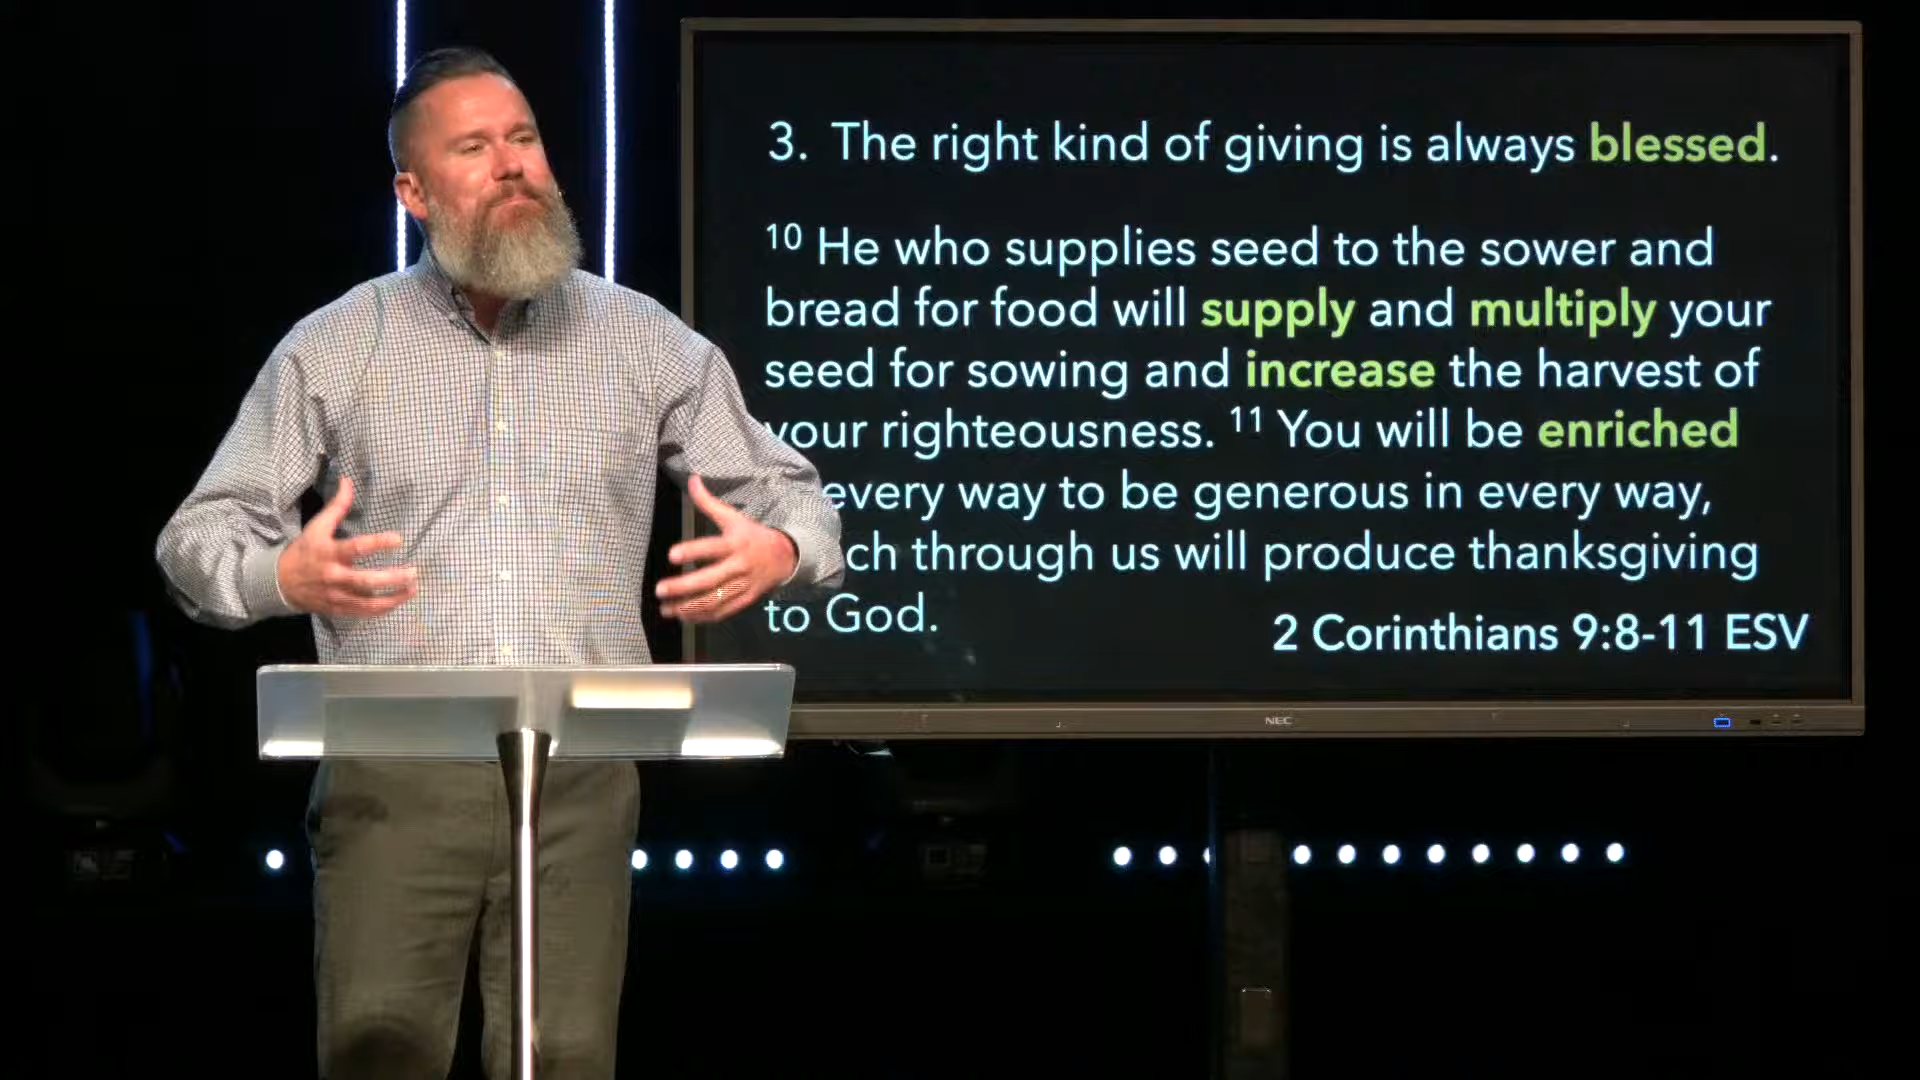 3. The right kind of giving is always blessed.
10 He who supplies seed to the sower and
bread for food will supply and multiply your
seed for sowing and increase the harvest of
your righteousness. 11 You will be enriched
every way to be generous in every way,
through us will produce thanksgiving
to God.
2 Corinthians 9:8-11 ESV
NEC